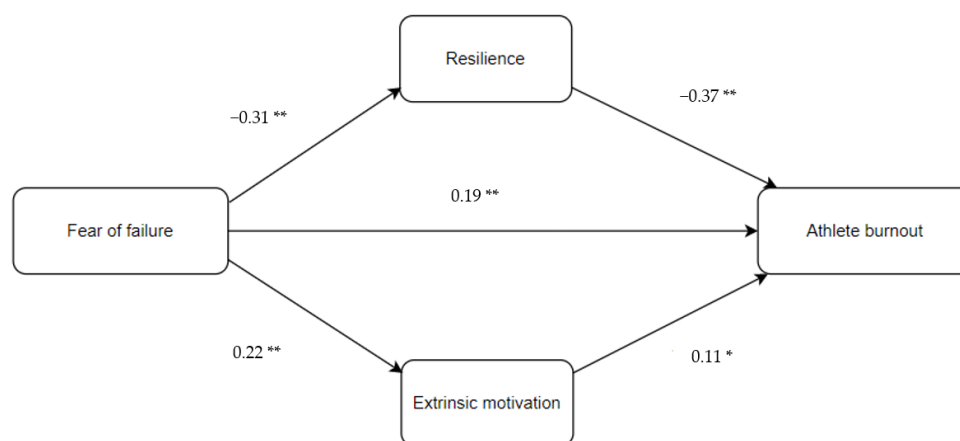 Resilience
−0.31 **
−0.37 **
0.19 **
Fear of failure
Athlete burnout
0.22 **
0.11 *
Extrinsic motivation